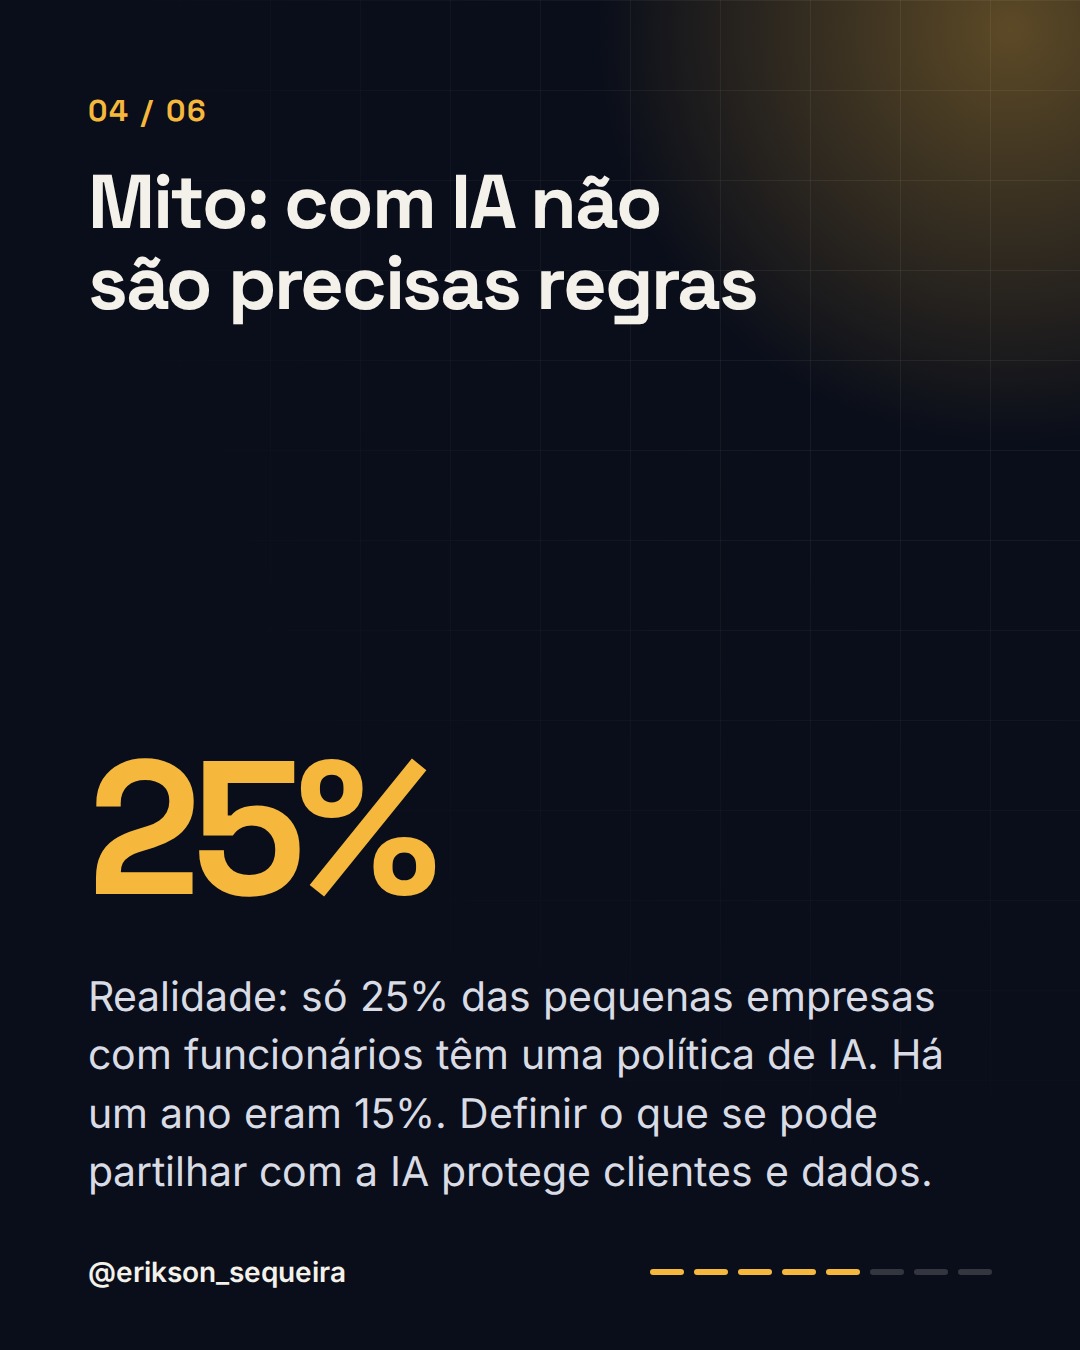 04 / 06
Mito: com IA não
são precisas regras
25%
Realidade: só 25% das pequenas empresas
com funcionários têm uma política de IA. Há
um ano eram 15%. Definir o que se pode
partilhar com a IA protege clientes e dados.
@erikson_sequeira